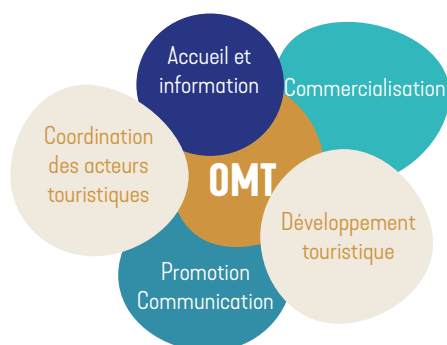 Accueil et
information
Commercialisation
Coordination
des acteurs
touristiques
OMT
Développement
touristique
Promotion
Communication